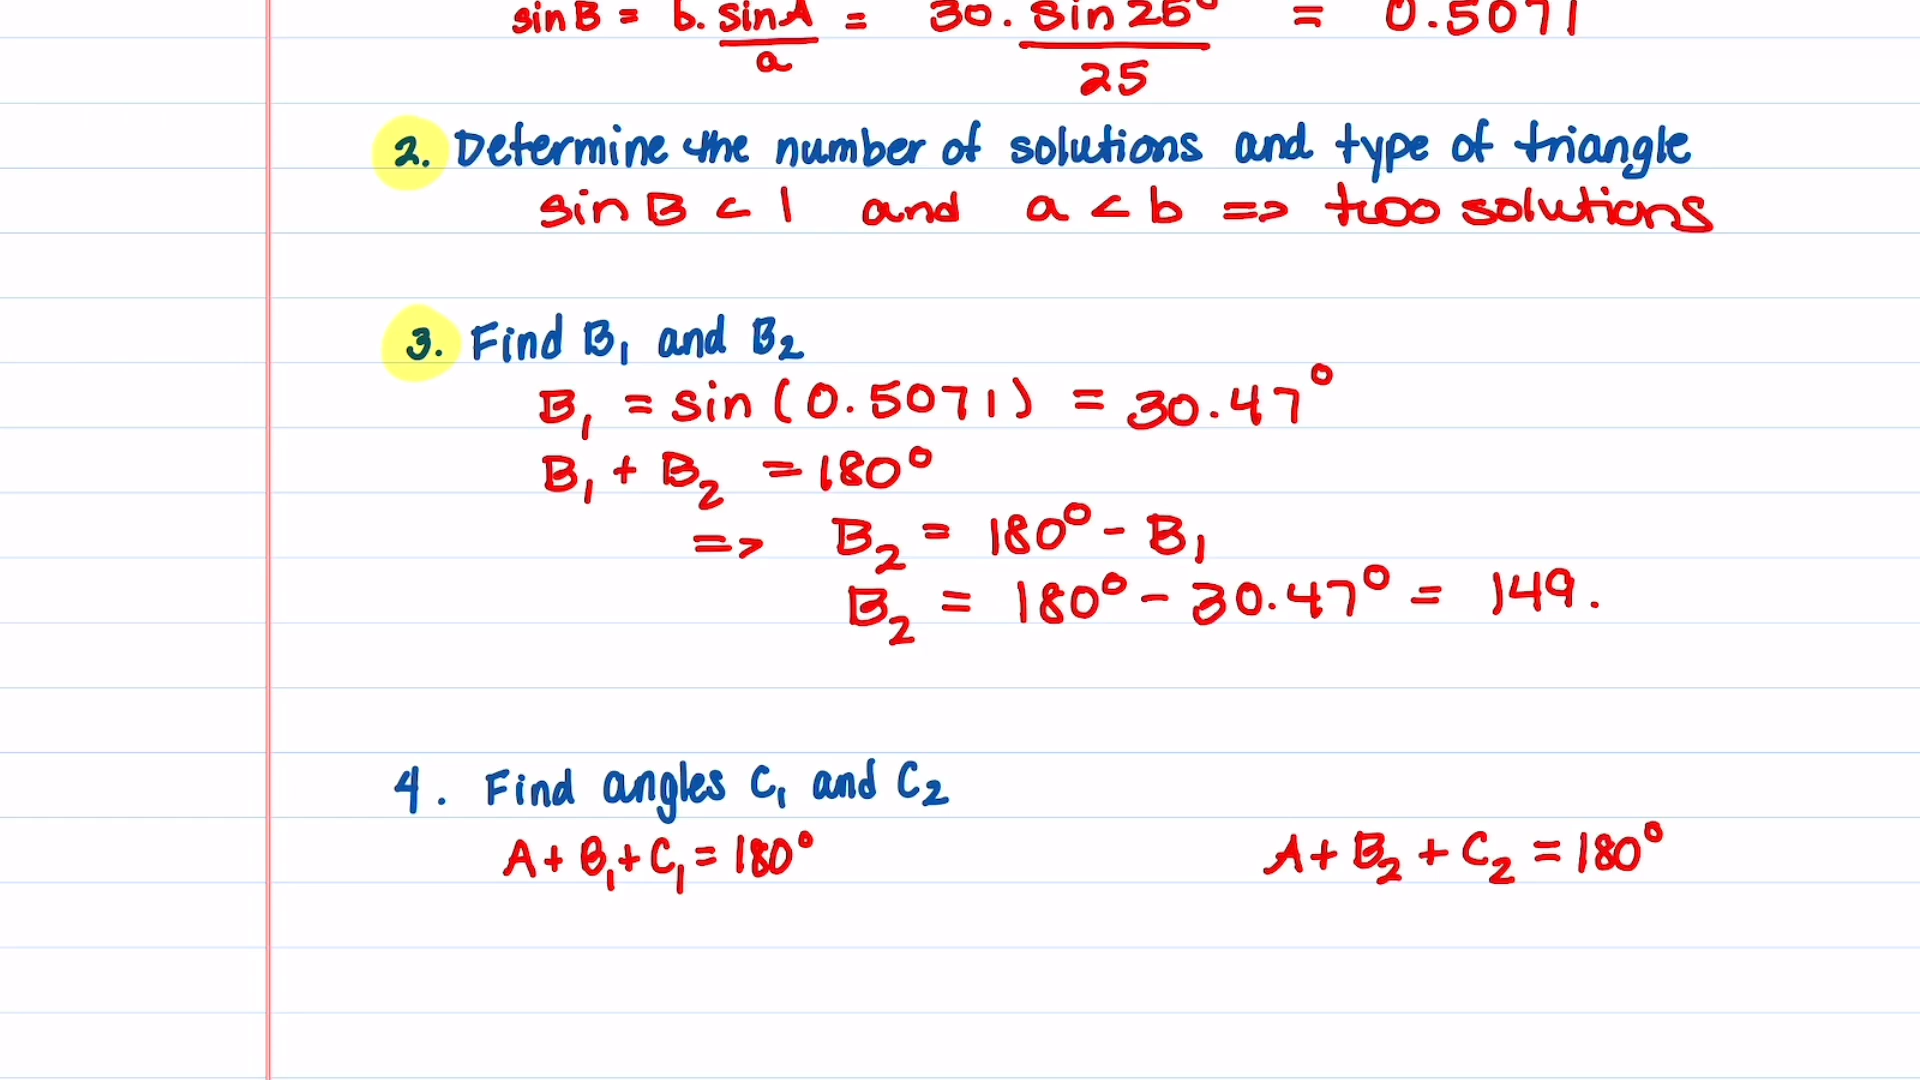 sin B = b. sin A / a = 30. sin 25° / 25 = 0.5071
2. Determine the number of solutions and type of triangle
sin B < 1 and a < b => two solutions
3. Find B₁ and B₂
B₁ = sin (0.5071) = 30.47°
B₁ + B₂ = 180°
=> B₂ = 180° - B₁
B₂ = 180° - 30.47° = 149.
4. Find angles C₁ and C₂
A + B₁ + C₁ = 180° A + B₂ + C₂ = 180°